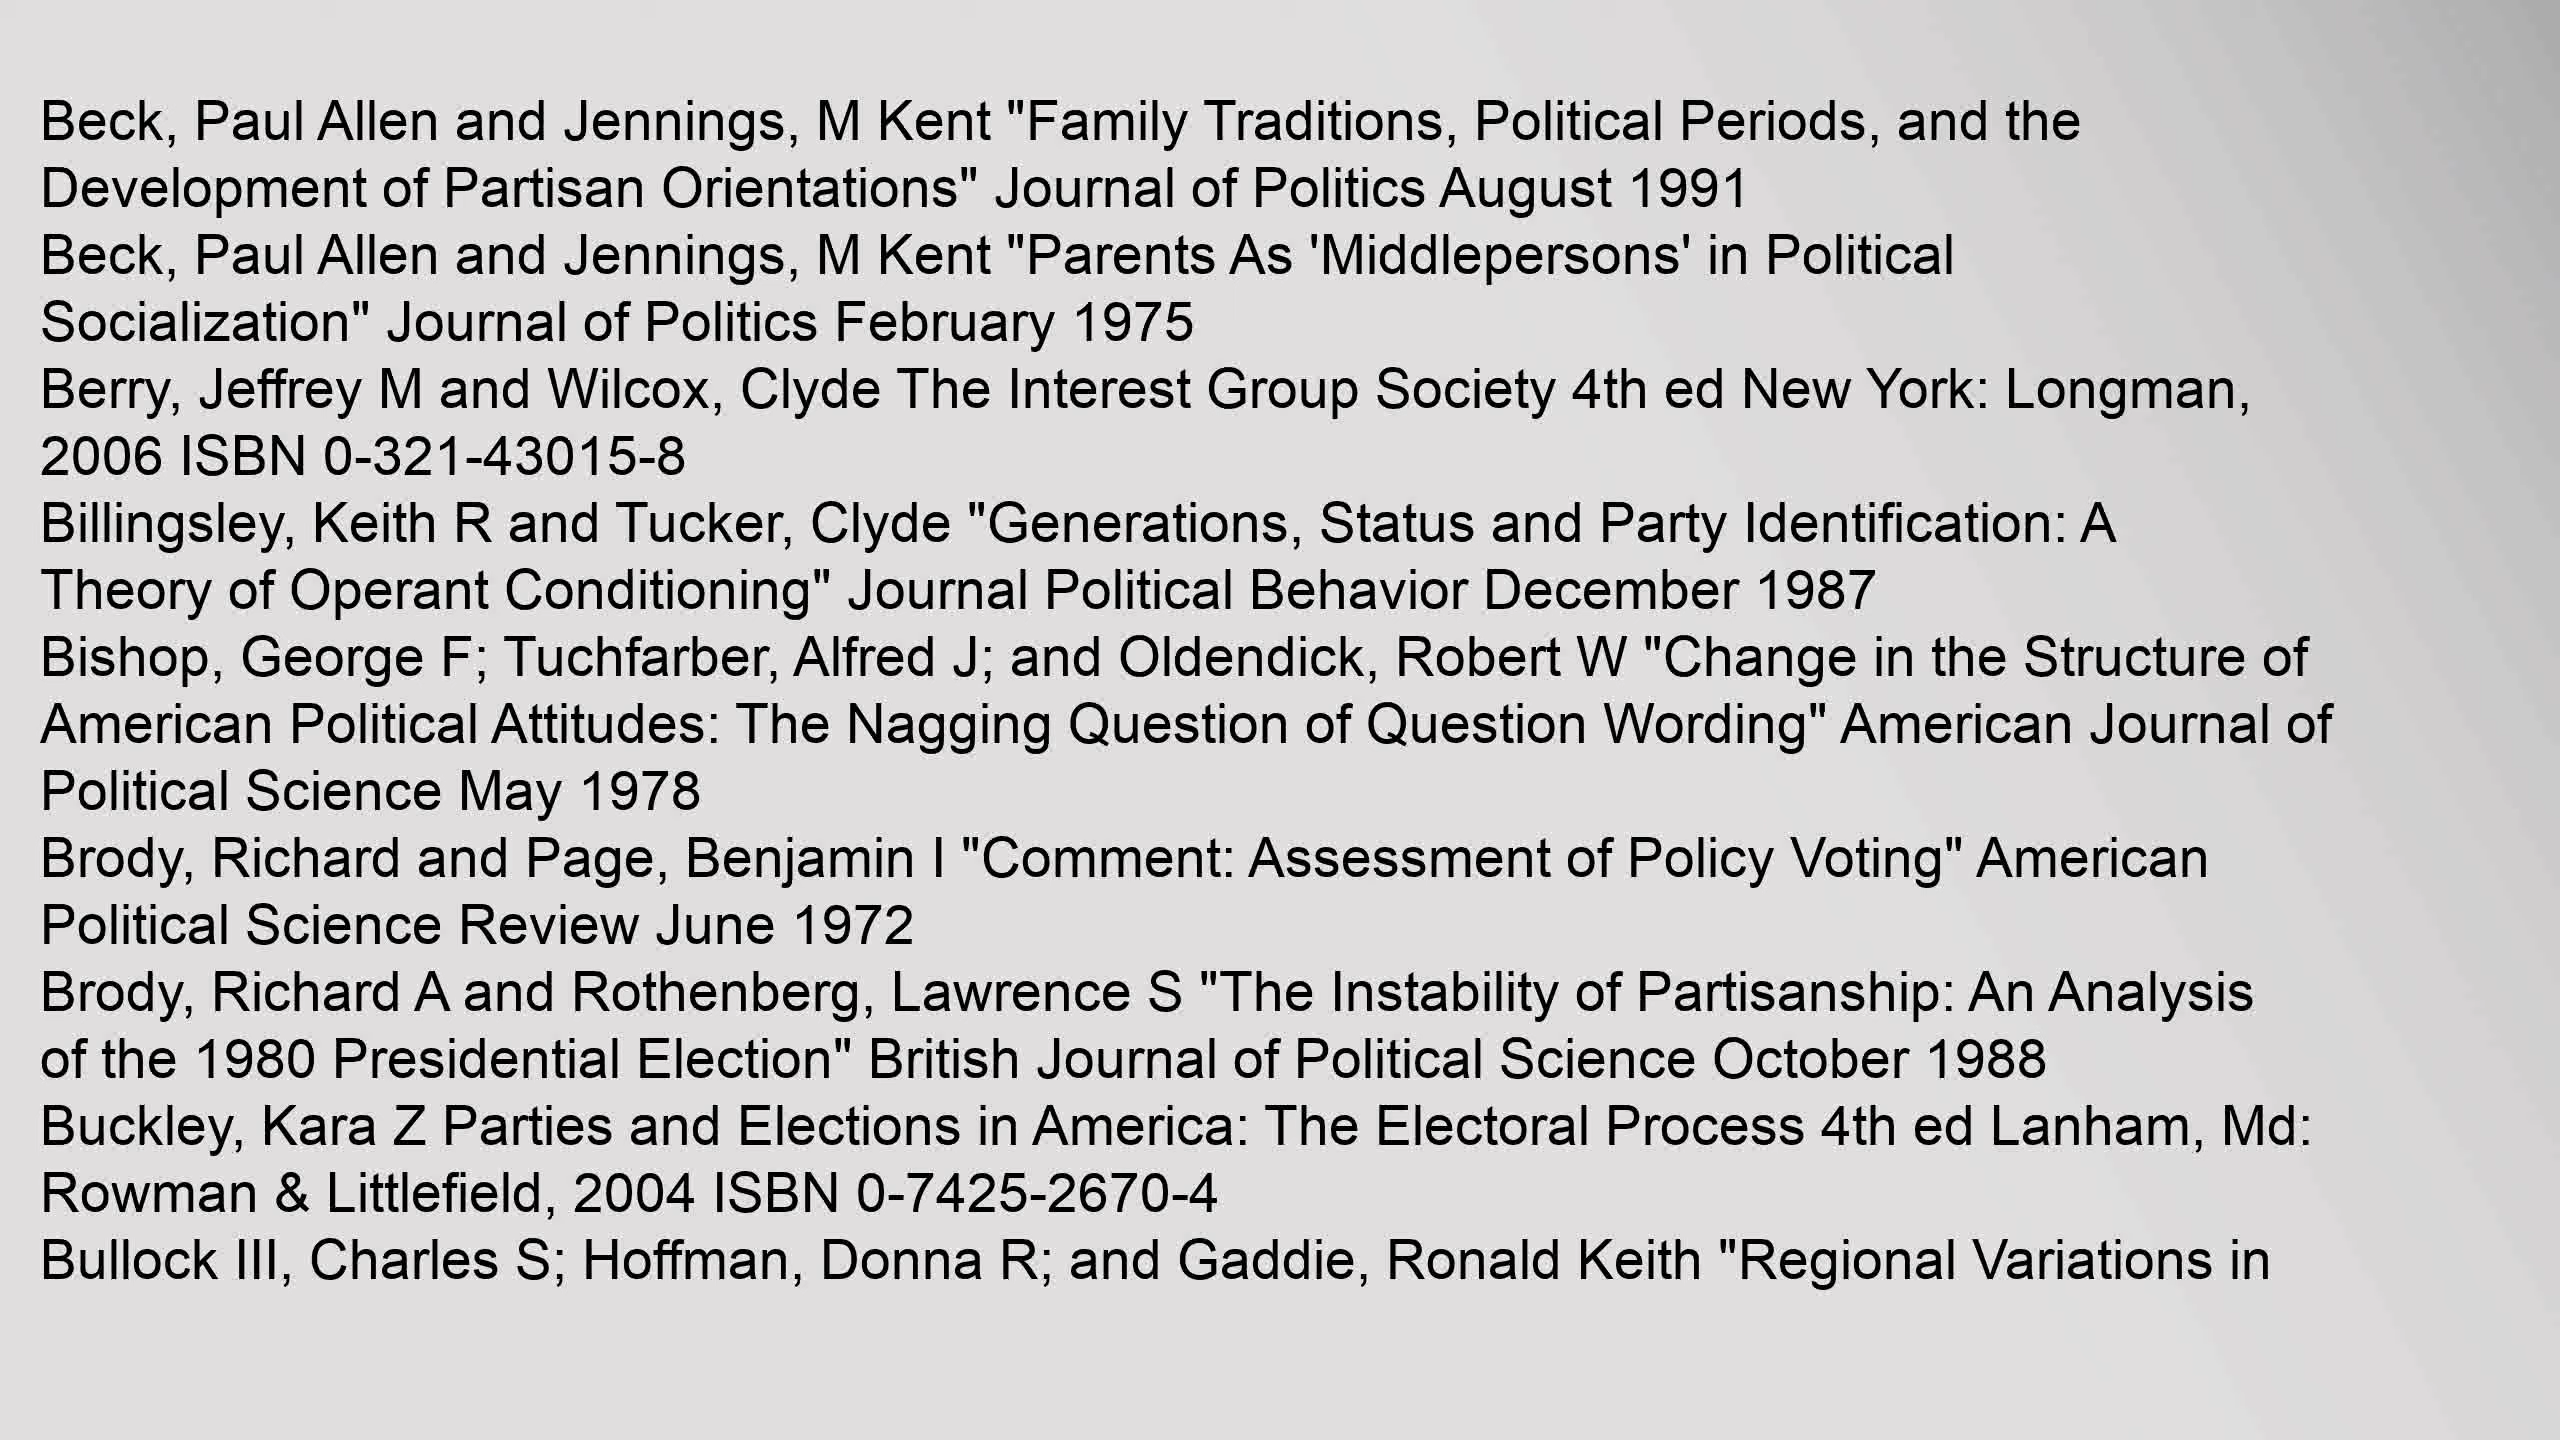 Beck, Paul Allen and Jennings, M Kent "Family Traditions, Political Periods, and the
Development of Partisan Orientations" Journal of Politics August 1991
Beck, Paul Allen and Jennings, M Kent "Parents As 'Middlepersons' in Political
Socialization" Journal of Politics February 1975
Berry, Jeffrey M and Wilcox, Clyde The Interest Group Society 4th ed New York: Longman,
2006 ISBN 0-321-43015-8
Billingsley, Keith R and Tucker, Clyde "Generations, Status and Party Identification: A
Theory of Operant Conditioning" Journal Political Behavior December 1987
Bishop, George F; Tuchfarber, Alfred J; and Oldendick, Robert W "Change in the Structure of
American Political Attitudes: The Nagging Question of Question Wording" American Journal of
Political Science May 1978
Brody, Richard and Page, Benjamin I "Comment: Assessment of Policy Voting" American
Political Science Review June 1972
Brody, Richard A and Rothenberg, Lawrence S "The Instability of Partisanship: An Analysis
of the 1980 Presidential Election" British Journal of Political Science October 1988
Buckley, Kara Z Parties and Elections in America: The Electoral Process 4th ed Lanham, Md:
Rowman & Littlefield, 2004 ISBN 0-7425-2670-4
Bullock III, Charles S; Hoffman, Donna R; and Gaddie, Ronald Keith "Regional Variations in